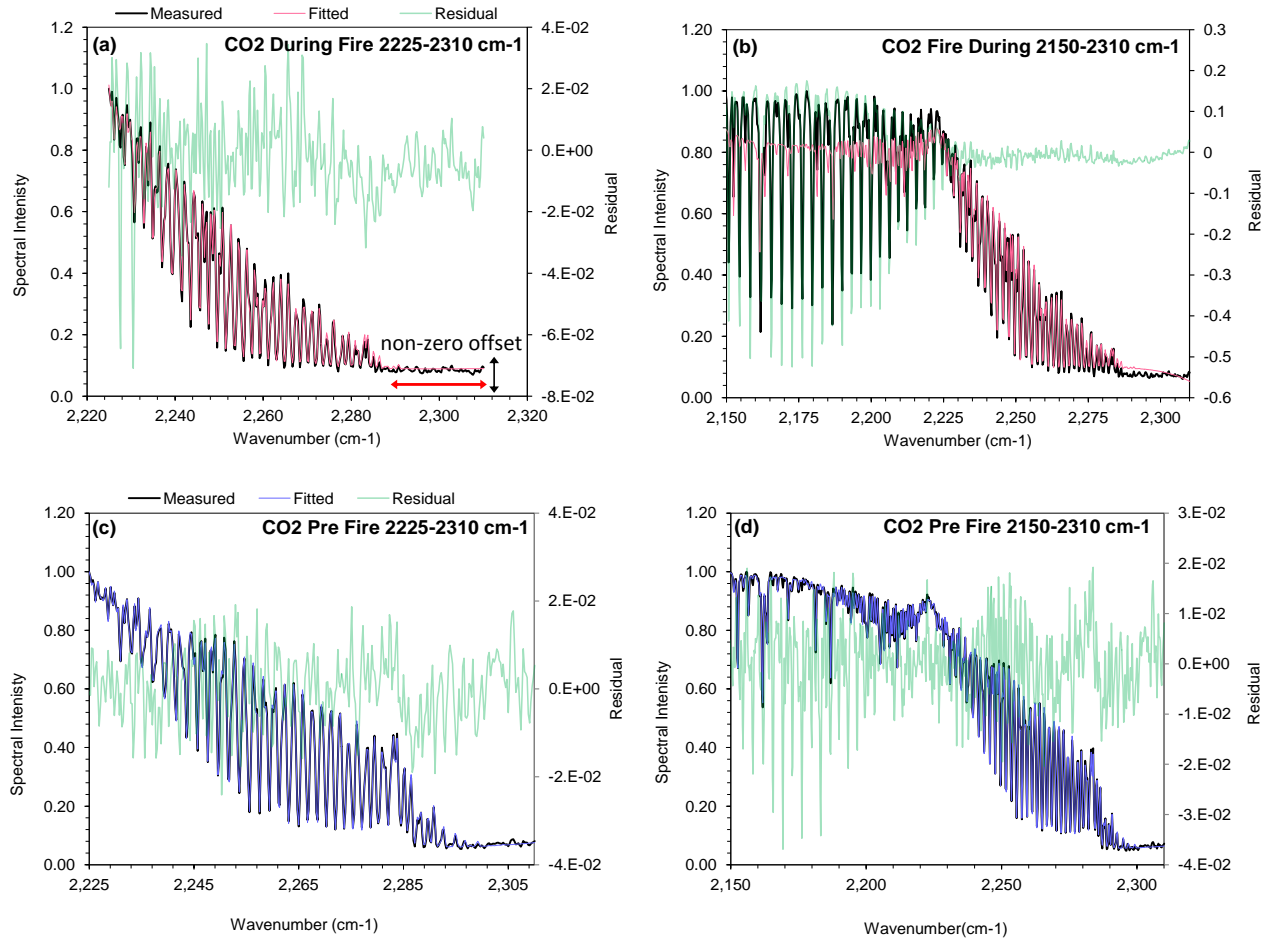 Measured Fitted Residual
(a) CO2 During Fire 2225-2310 cm-1
1.2
1.0
0.8
0.6
0.4
0.2
0.0
Spectral Intenisty
4.E-02
2.E-02
0.E+00
-2.E-02
-4.E-02
-6.E-02
-8.E-02
Residual
non-zero offset
2,220 2,240 2,260 2,280 2,300 2,320
Wavenumber (cm-1)
(b) CO2 Fire During 2150-2310 cm-1
1.20
1.00
0.80
0.60
0.40
0.20
0.00
Spectral Intenisty
0.3
0.2
0.1
0
-0.1
-0.2
-0.3
-0.4
-0.5
-0.6
Residual
2,150 2,175 2,200 2,225 2,250 2,275 2,300
Wavenumber (cm-1)
Measured Fitted Residual
(c) CO2 Pre Fire 2225-2310 cm-1
1.20
1.00
0.80
0.60
0.40
0.20
0.00
Spectral Intenisty
4.E-02
2.E-02
0.E+00
-2.E-02
-4.E-02
Residual
2,225 2,245 2,265 2,285 2,305
Wavenumber (cm-1)
(d) CO2 Pre Fire 2150-2310 cm-1
1.20
1.00
0.80
0.60
0.40
0.20
0.00
Spectral Intenisty
3.E-02
2.E-02
1.E-02
0.E+00
-1.E-02
-2.E-02
-3.E-02
-4.E-02
Residual
2,150 2,200 2,250 2,300
Wavenumber(cm-1)